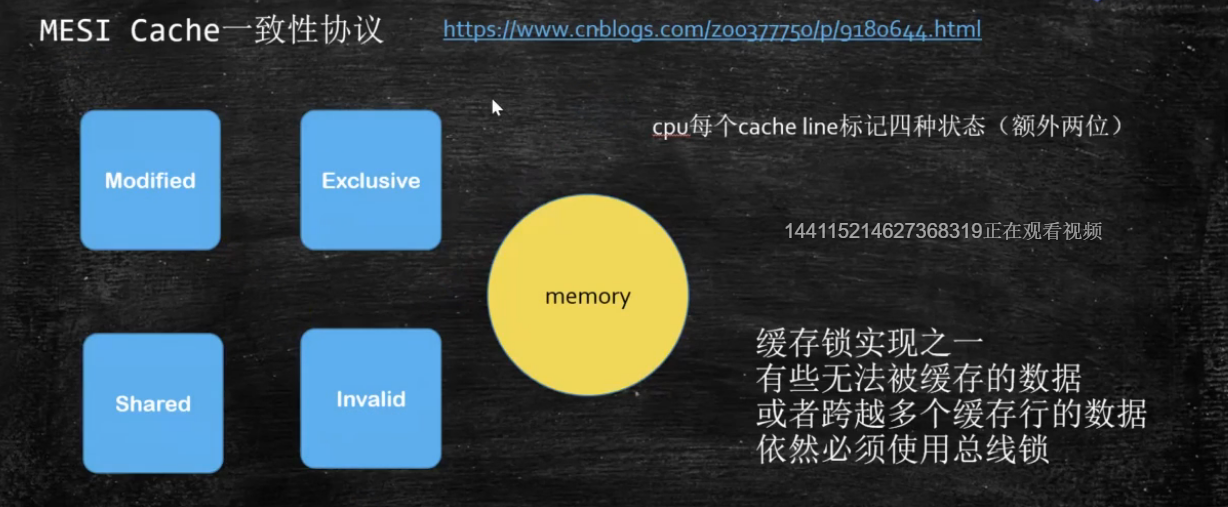 MESI Cache一致性协议
https://www.cnblogs.com/z00377750/p/9180644.html
cpu每个cache line标记四种状态（额外两位）
Modified
Exclusive
144115214627368319正在观看视频
memory
Shared
Invalid
缓存锁实现之一
有些无法被缓存的数据
或者跨越多个缓存行的数据
依然必须使用总线锁